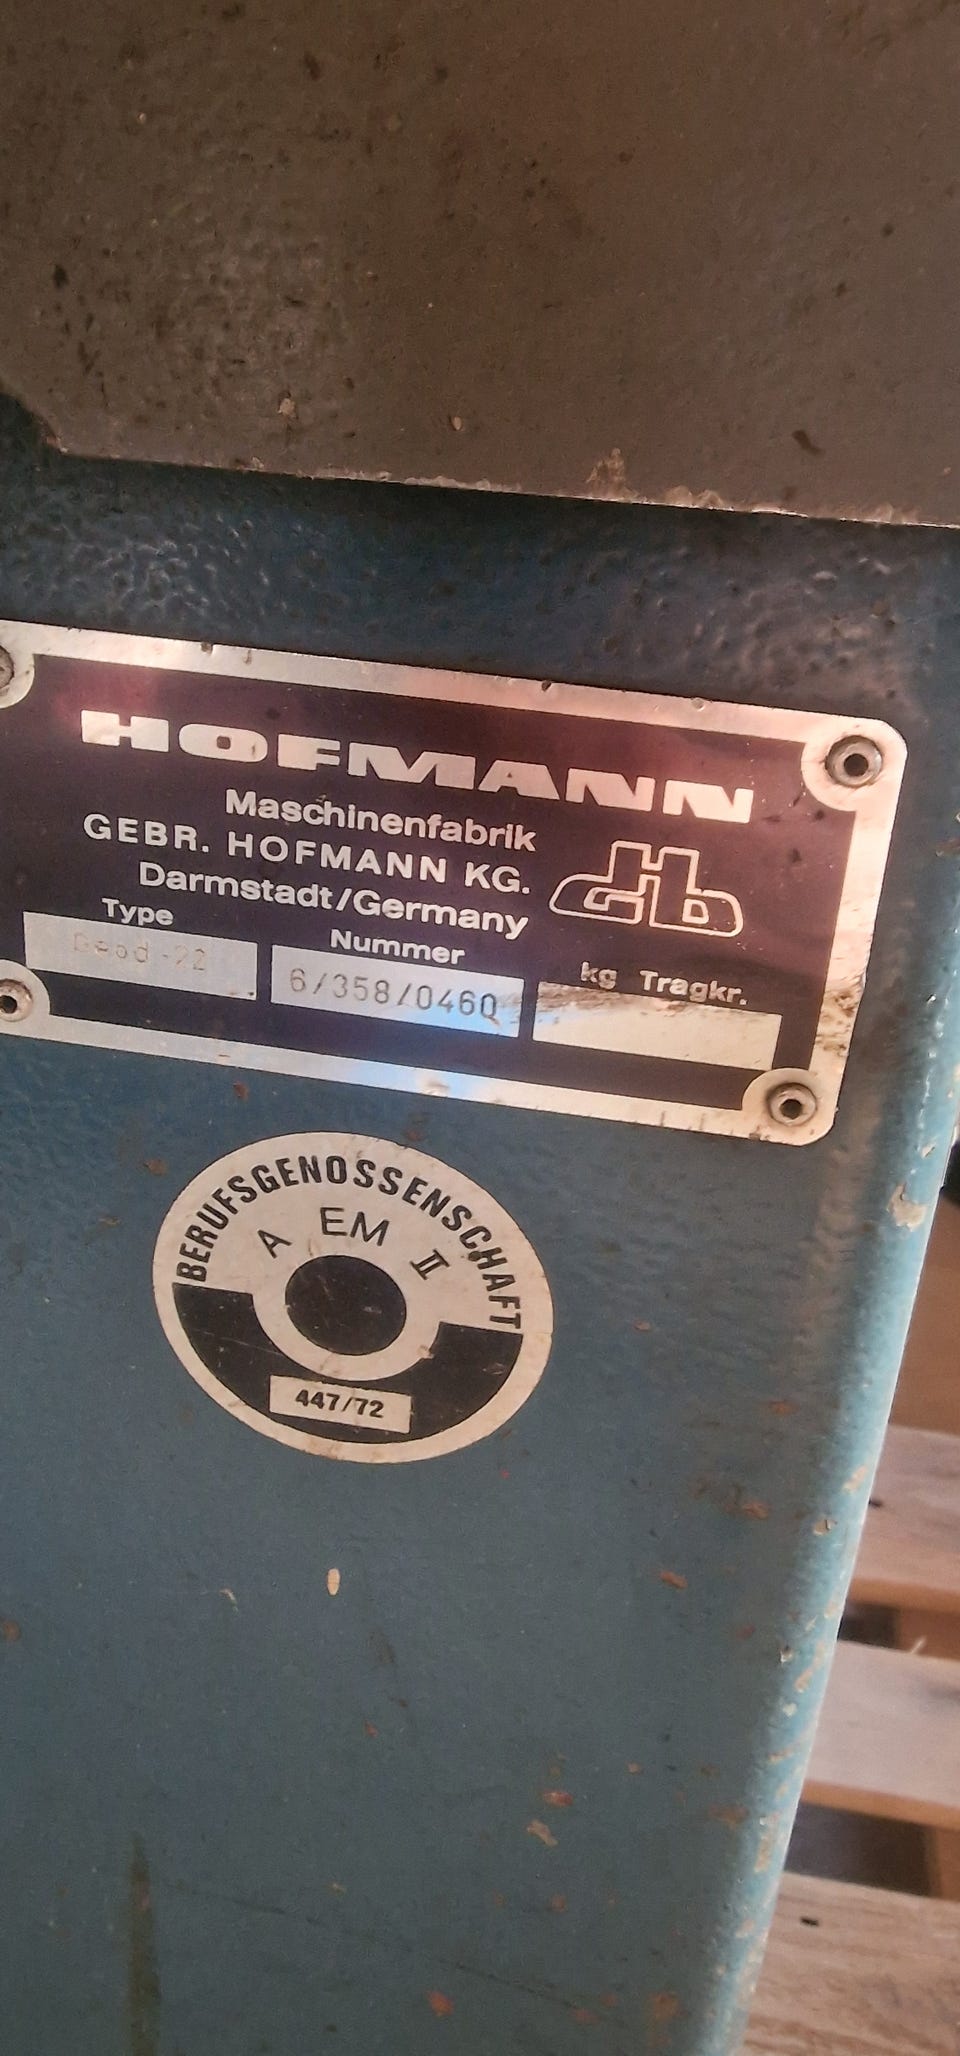 HOFMANN
Maschinenfabrik
GEBR. HOFMANN KG.
Darmstadt/Germany
Type
Nummer
kg Tragkr.
6/358/0460
BERUFSGENOSSENSCHAFT
A EM II
447/72